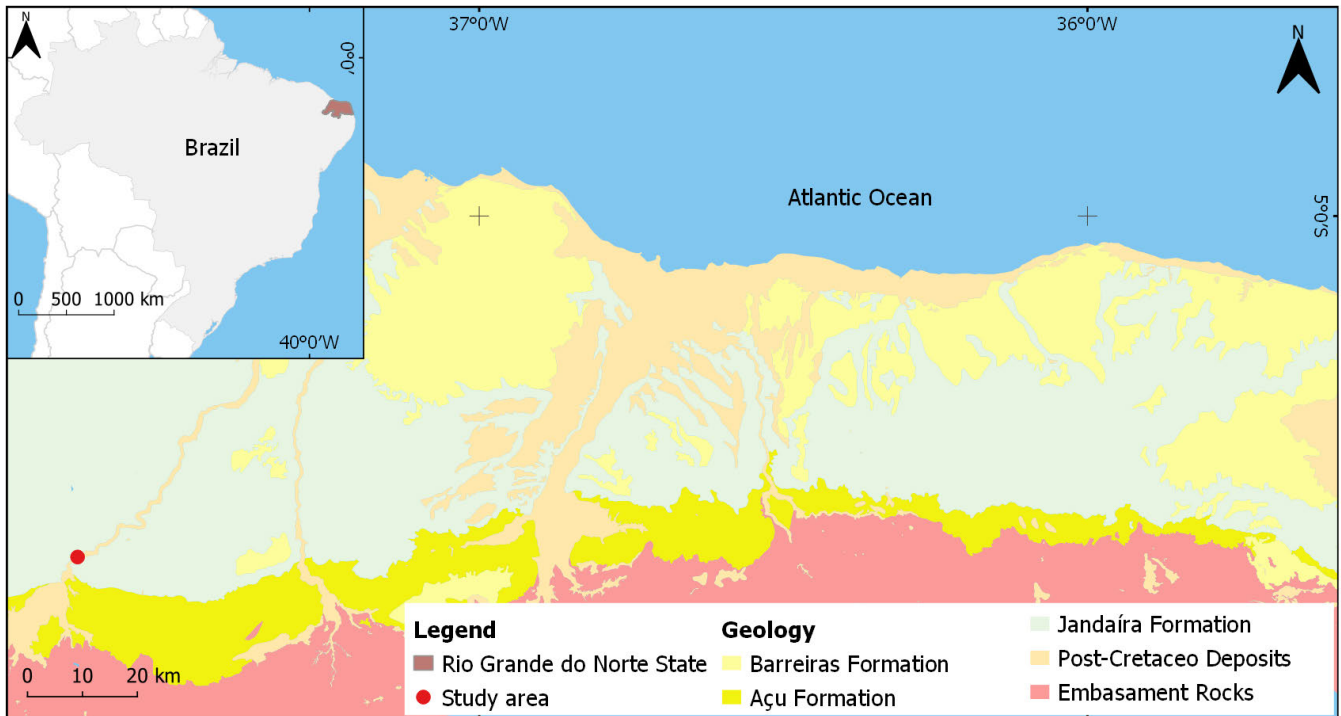 N
0°0'
Brazil
0 500 1000 km
40°0'W
37°0'W
36°0'W
N
Atlantic Ocean
5°0'S
0 10 20 km
Legend
Rio Grande do Norte State
Study area
Geology
Barreiras Formation
Açu Formation
Jandaíra Formation
Post-Cretaceo Deposits
Embasament Rocks